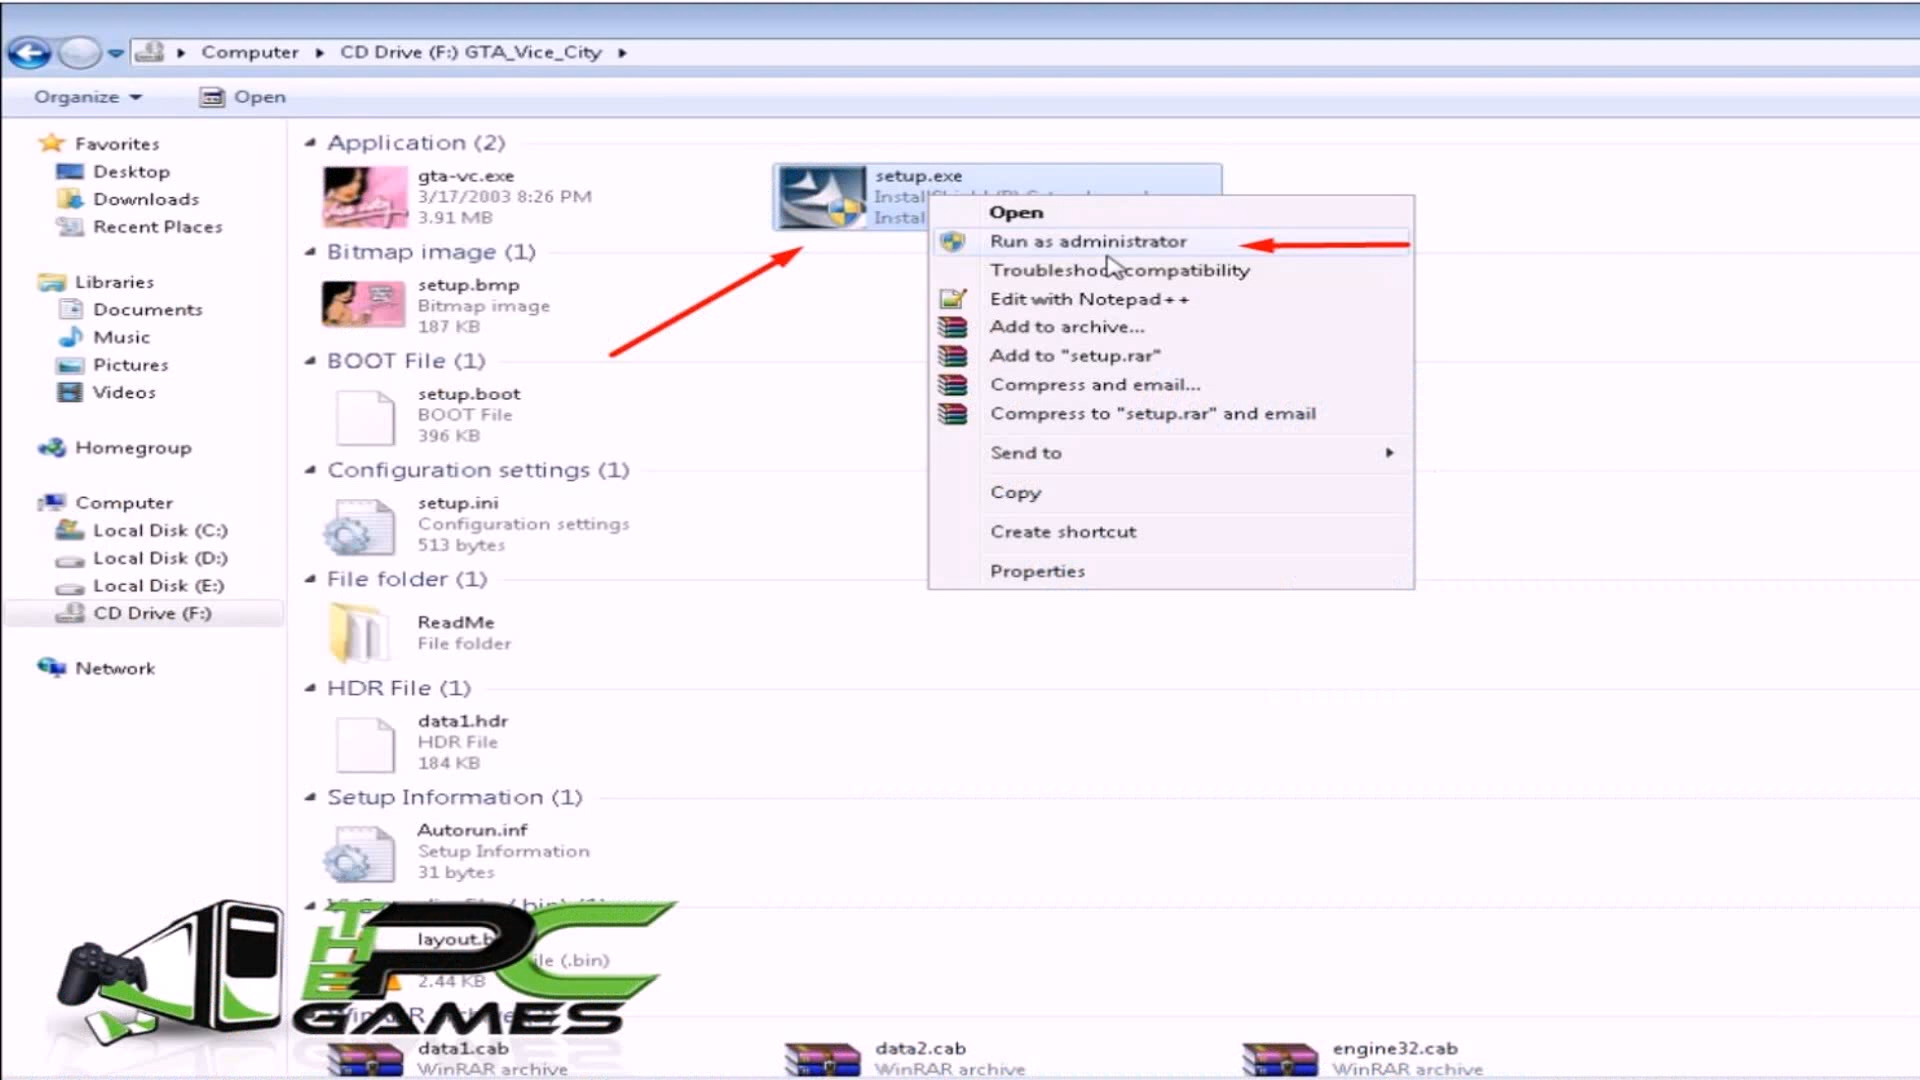 Computer
CD Drive (F:) GTA_Vice_City
Organize
Open
Favorites
Desktop
Downloads
Recent Places
Libraries
Documents
Music
Pictures
Videos
Homegroup
Computer
Local Disk (C:)
Local Disk (D:)
Local Disk (E:)
CD Drive (F:)
Network
Application (2)
gta-vc.exe
3/17/2003 8:26 PM
3.91 MB
setup.exe
Install
Bitmap image (1)
setup.bmp
Bitmap image
187 KB
BOOT File (1)
setup.boot
BOOT File
396 KB
Configuration settings (1)
setup.ini
Configuration settings
513 bytes
File folder (1)
ReadMe
File folder
HDR File (1)
data1.hdr
HDR File
184 KB
Setup Information (1)
Autorun.inf
Setup Information
31 bytes
layout.b
ile (.bin)
2.44 KB
data1.cab
WinRAR archive
data2.cab
WinRAR archive
engine32.cab
WinRAR archive
Open
Run as administrator
Troubleshoot compatibility
Edit with Notepad++
Add to archive...
Add to "setup.rar"
Compress and email...
Compress to "setup.rar" and email
Send to
Copy
Create shortcut
Properties
THE PC
GAMES